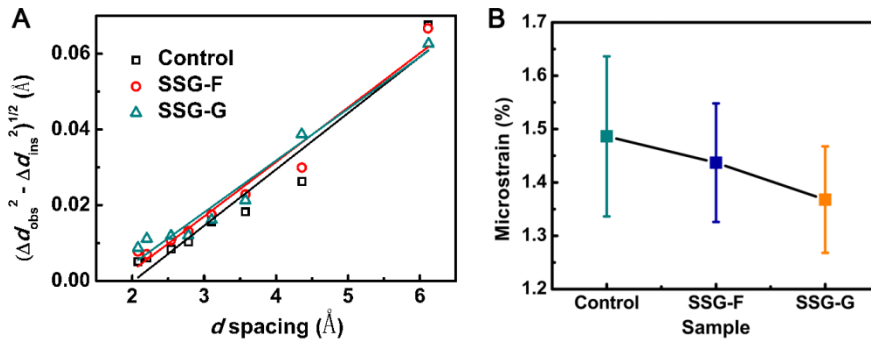 A
(Δd_obs² - Δd_ins²)^1/2 (Å)
0.06
0.04
0.02
0.00
Control
SSG-F
SSG-G
2
3
4
5
6
d spacing (Å)
B
Microstrain (%)
1.7
1.6
1.5
1.4
1.3
1.2
Control
SSG-F
SSG-G
Sample